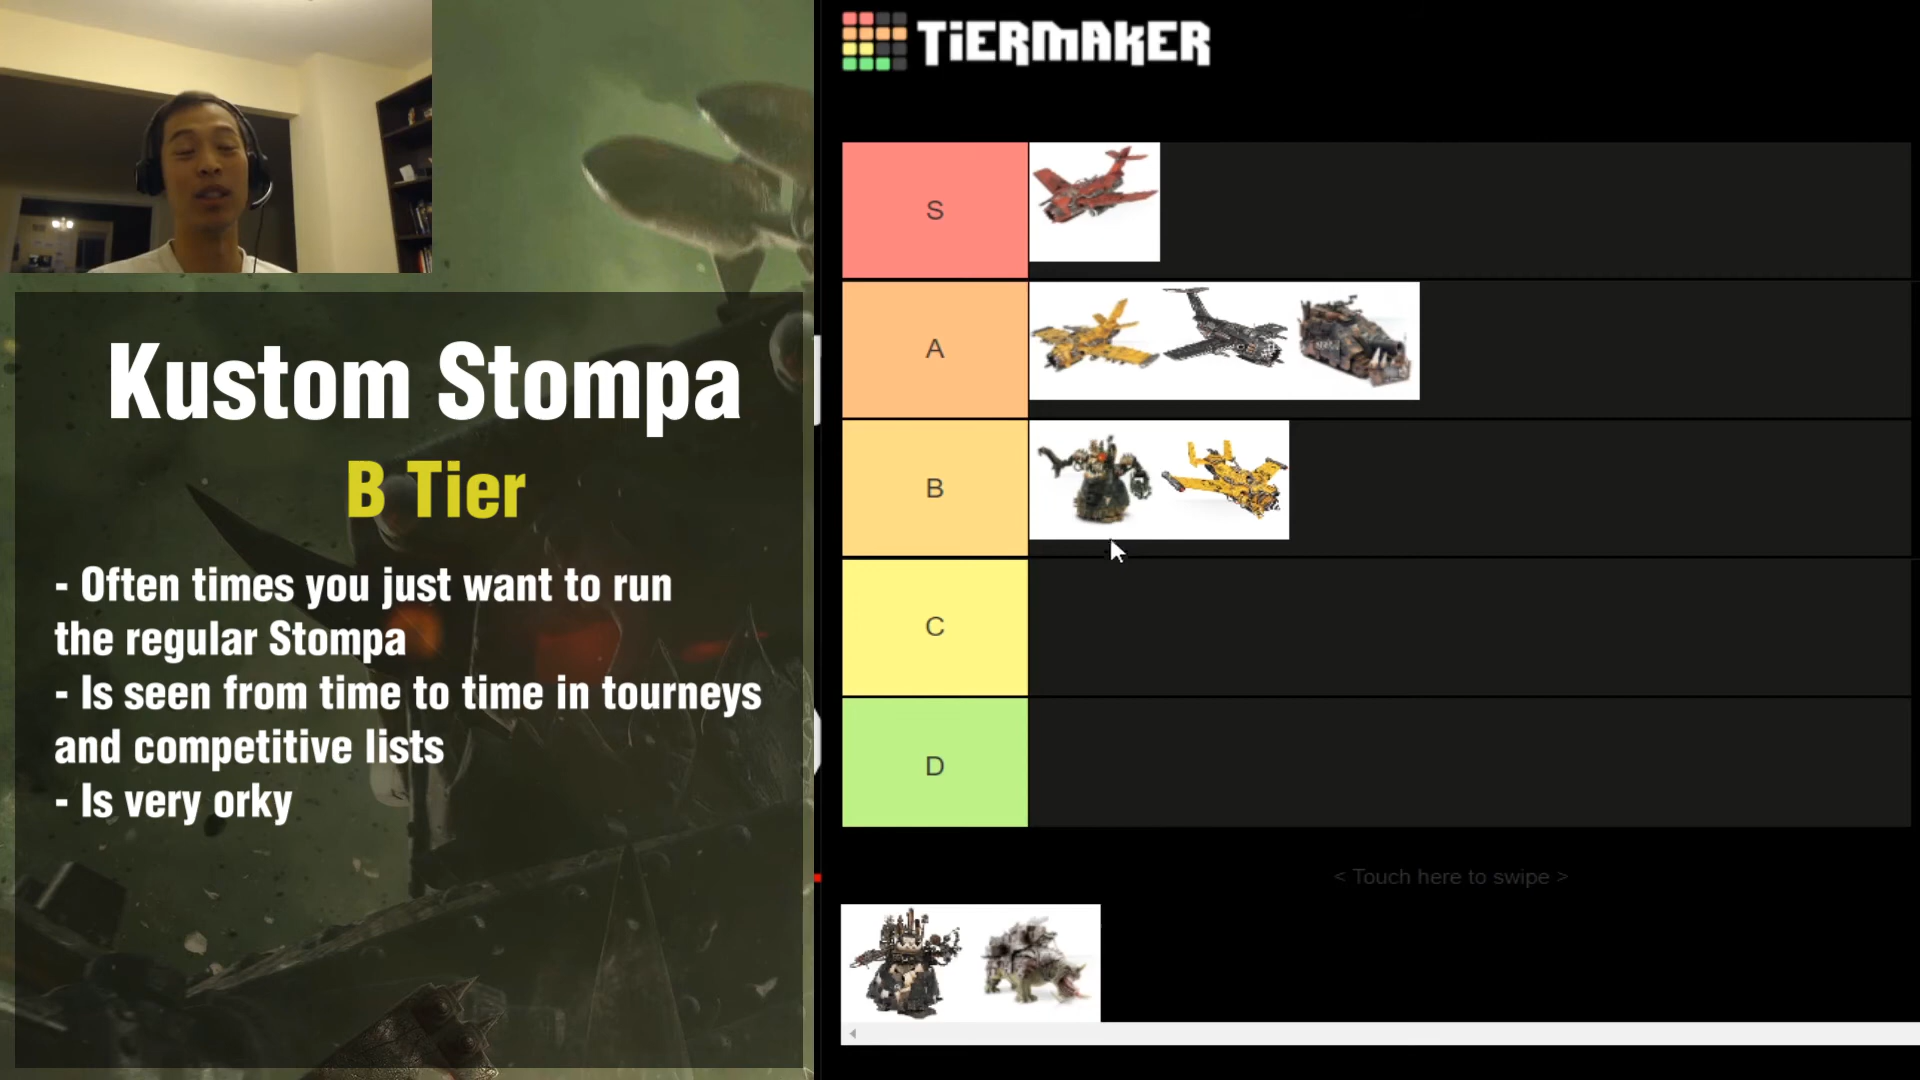 TiERMAKER
Kustom Stompa
B Tier
- Often times you just want to run
the regular Stompa
- Is seen from time to time in tourneys
and competitive lists
- Is very orky
S
A
B
C
D
< Touch here to swipe >